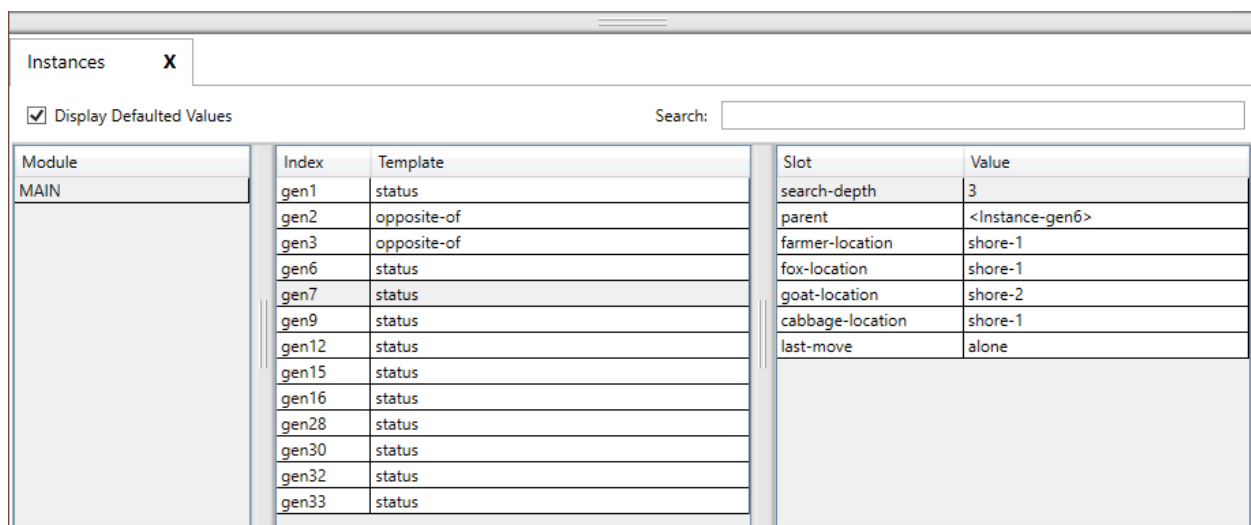 Instances X
Display Defaulted Values Search:
Module Index Template Slot Value
MAIN gen1 status search-depth 3
gen2 opposite-of parent <Instance-gen6>
gen3 opposite-of farmer-location shore-1
gen6 status fox-location shore-1
gen7 status goat-location shore-2
gen9 status cabbage-location shore-1
gen12 status last-move alone
gen15 status
gen16 status
gen28 status
gen30 status
gen32 status
gen33 status